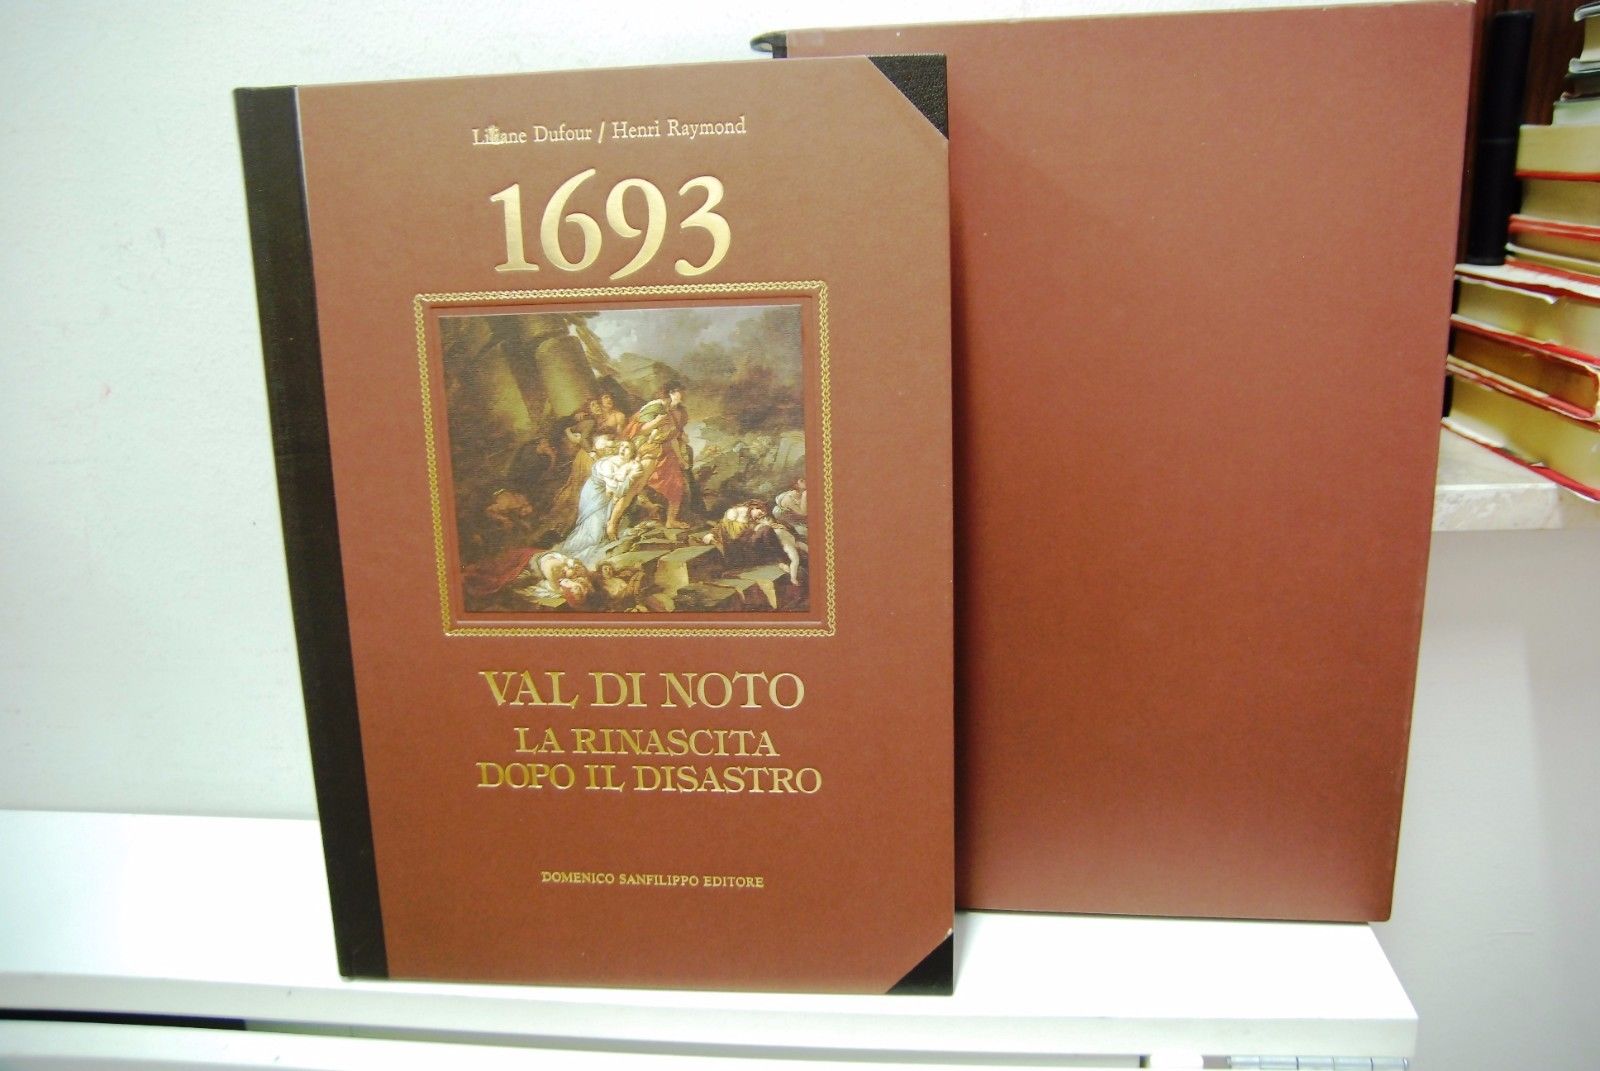 Liliane Dufour / Henri Raymond
1693
VAL DI NOTO
LA RINASCITA
DOPO IL DISASTRO
DOMENICO SANFILIPPO EDITORE